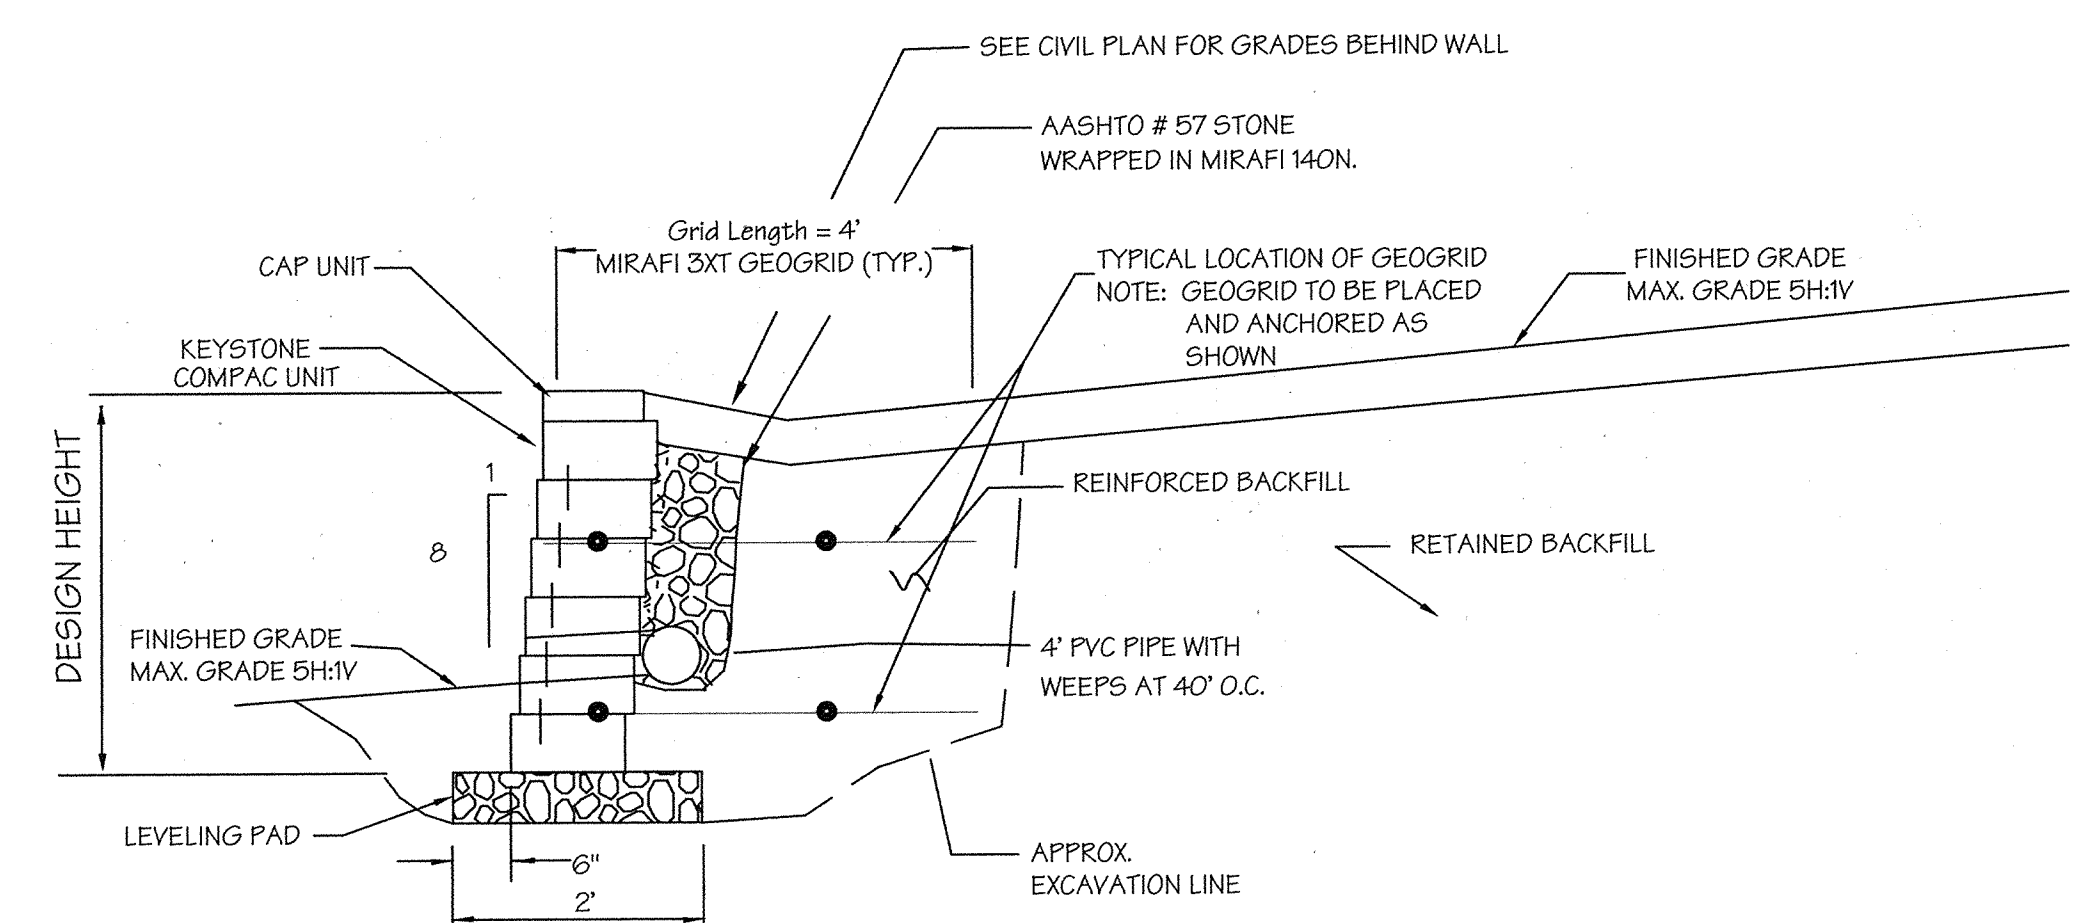 SEE CIVIL PLAN FOR GRADES BEHIND WALL
AASHTO # 57 STONE
WRAPPED IN MIRAFI 140N.
Grid Length = 4'
MIRAFI 3XT GEOGRID (TYP.)
CAP UNIT
TYPICAL LOCATION OF GEOGRID
NOTE: GEOGRID TO BE PLACED
AND ANCHORED AS
SHOWN
FINISHED GRADE
MAX. GRADE 5H:1V
KEYSTONE
COMPAC UNIT
DESIGN HEIGHT
1
8
REINFORCED BACKFILL
RETAINED BACKFILL
FINISHED GRADE
MAX. GRADE 5H:1V
4' PVC PIPE WITH
WEEPS AT 40' O.C.
LEVELING PAD
6"
2'
APPROX.
EXCAVATION LINE